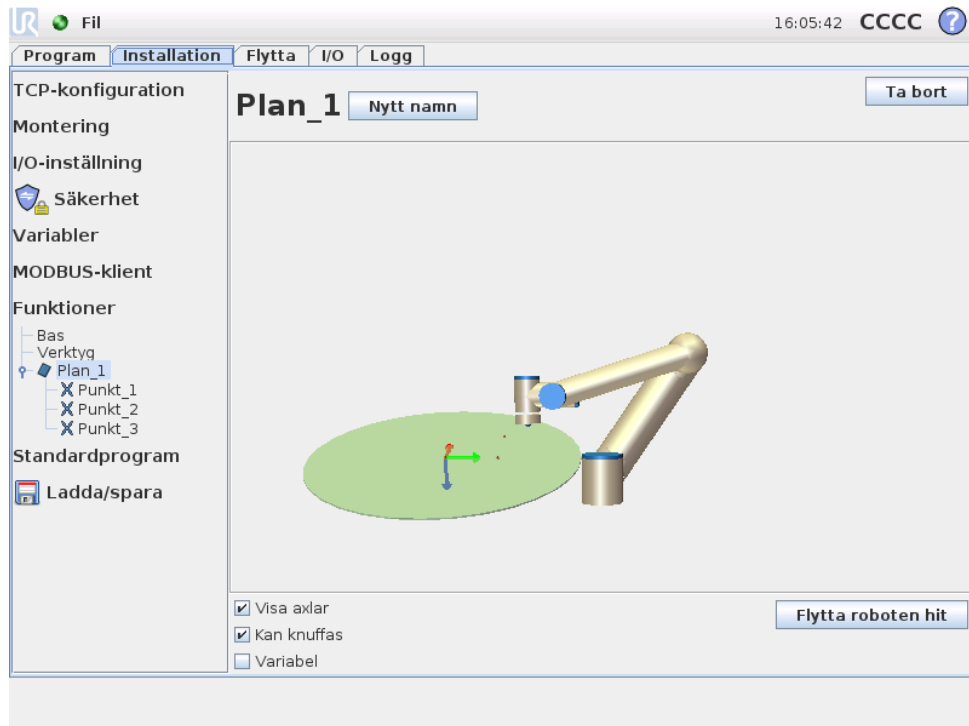 UR Fil 16:05:42 CCCC ?
Program Installation Flytta I/O Logg
TCP-konfiguration
Montering
I/O-inställning
Säkerhet
Variabler
MODBUS-klient
Funktioner
Bas
Verktyg
Plan_1
Punkt_1
Punkt_2
Punkt_3
Standardprogram
Ladda/spara
Plan_1 Nytt namn Ta bort
Visa axlar
Kan knuffas
Variabel
Flytta roboten hit